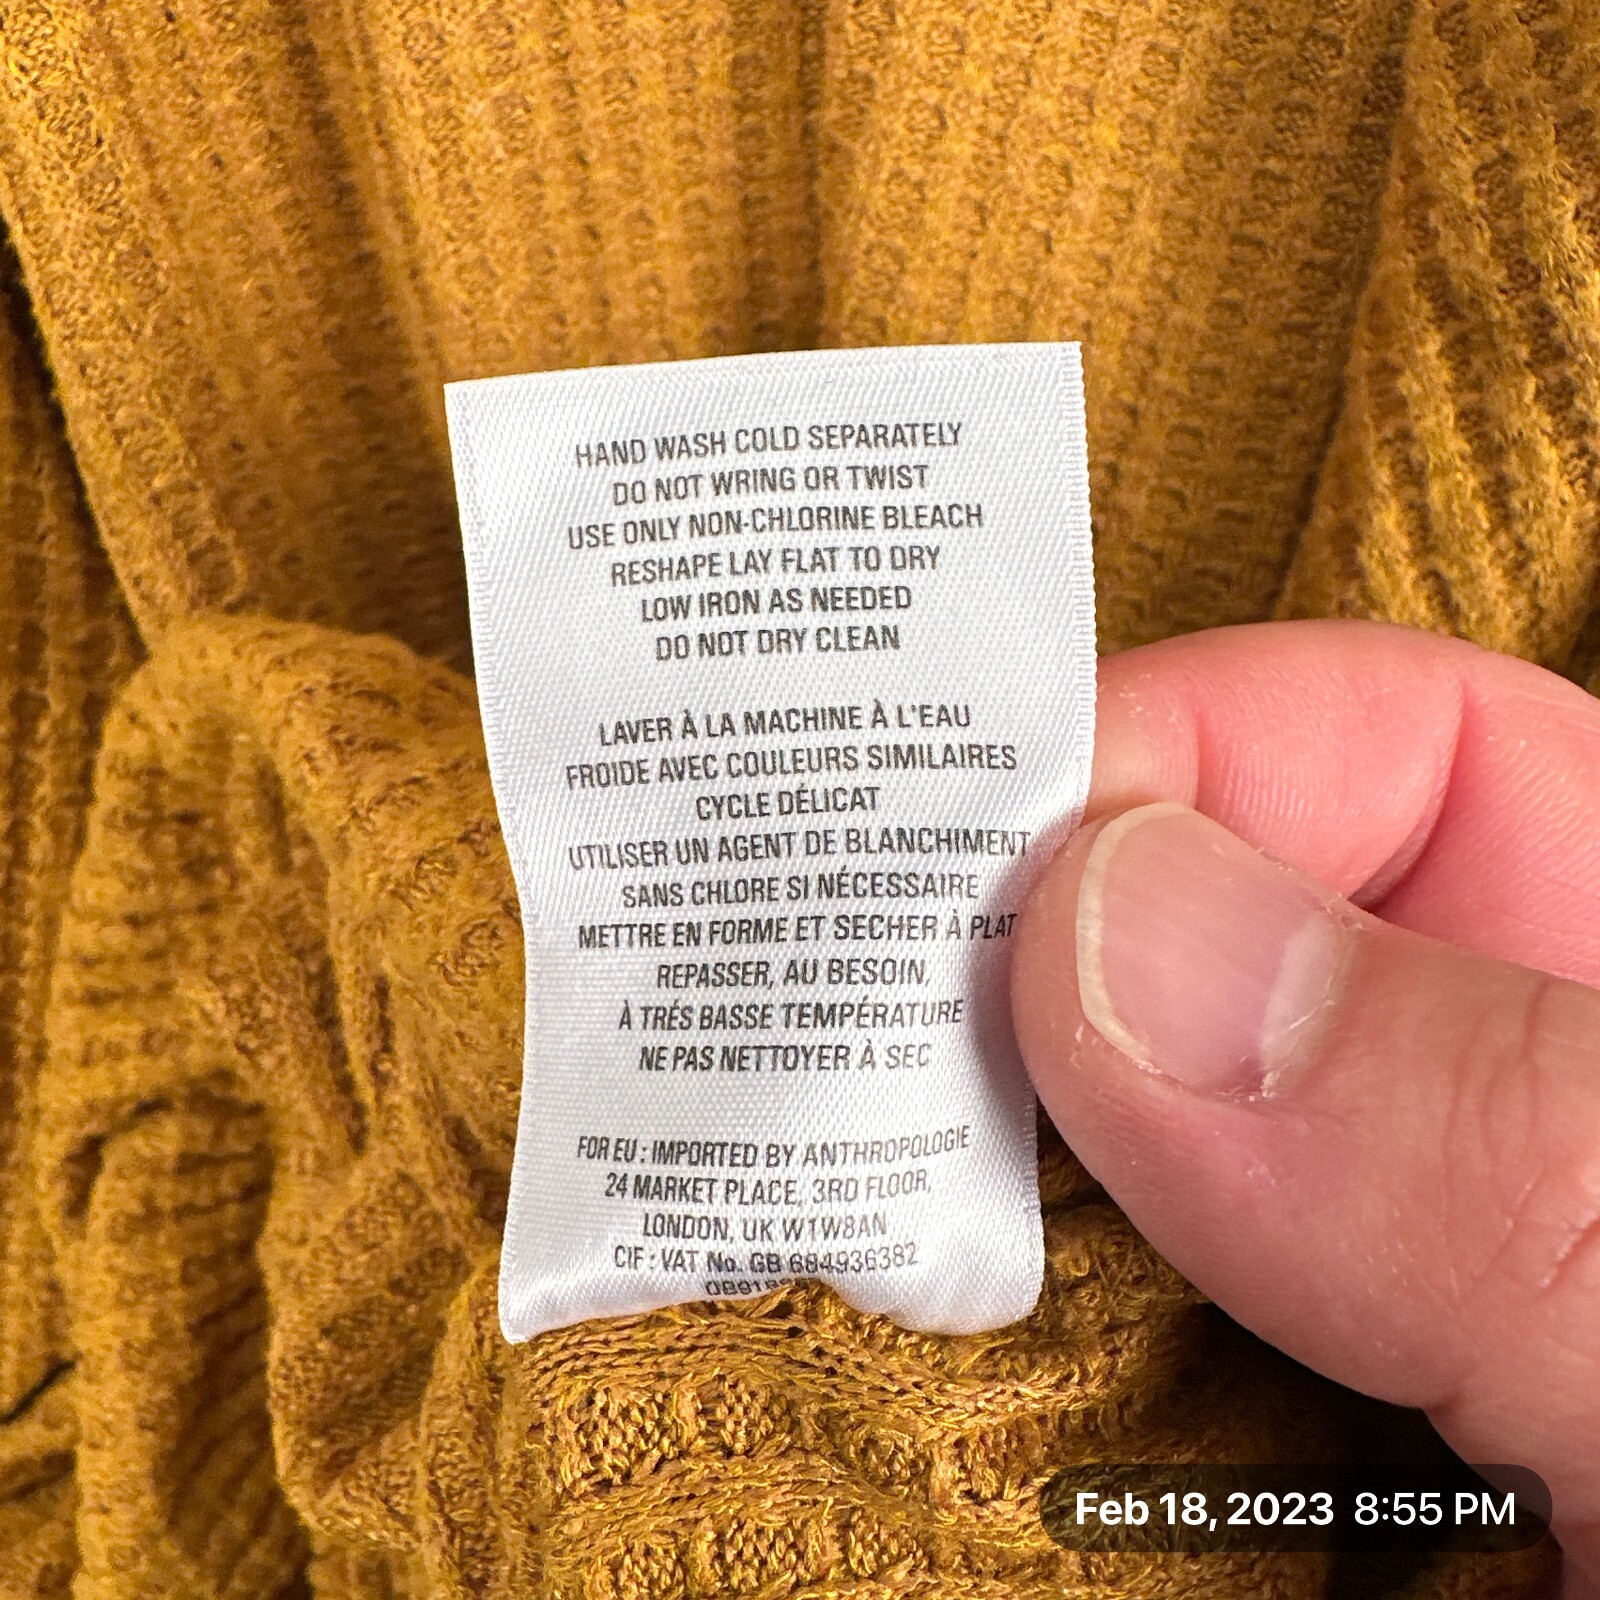 HAND WASH COLD SEPARATELY
DO NOT WRING OR TWIST
USE ONLY NON-CHLORINE BLEACH
RESHAPE LAY FLAT TO DRY
LOW IRON AS NEEDED
DO NOT DRY CLEAN
LAVER À LA MACHINE À L'EAU
FROIDE AVEC COULEURS SIMILAIRES
CYCLE DÉLICAT
UTILISER UN AGENT DE BLANCHIMENT
SANS CHLORE SI NÉCESSAIRE
METTRE EN FORME ET SECHER À PLAT
REPASSER, AU BESOIN,
À TRÉS BASSE TEMPÉRATURE
NE PAS NETTOYER À SEC
FOR EU : IMPORTED BY ANTHROPOLOGIE
24 MARKET PLACE, 3RD FLOOR,
LONDON, UK W1W8AN
CIF : VAT No. GB 684936382
Feb 18, 2023 8:55 PM